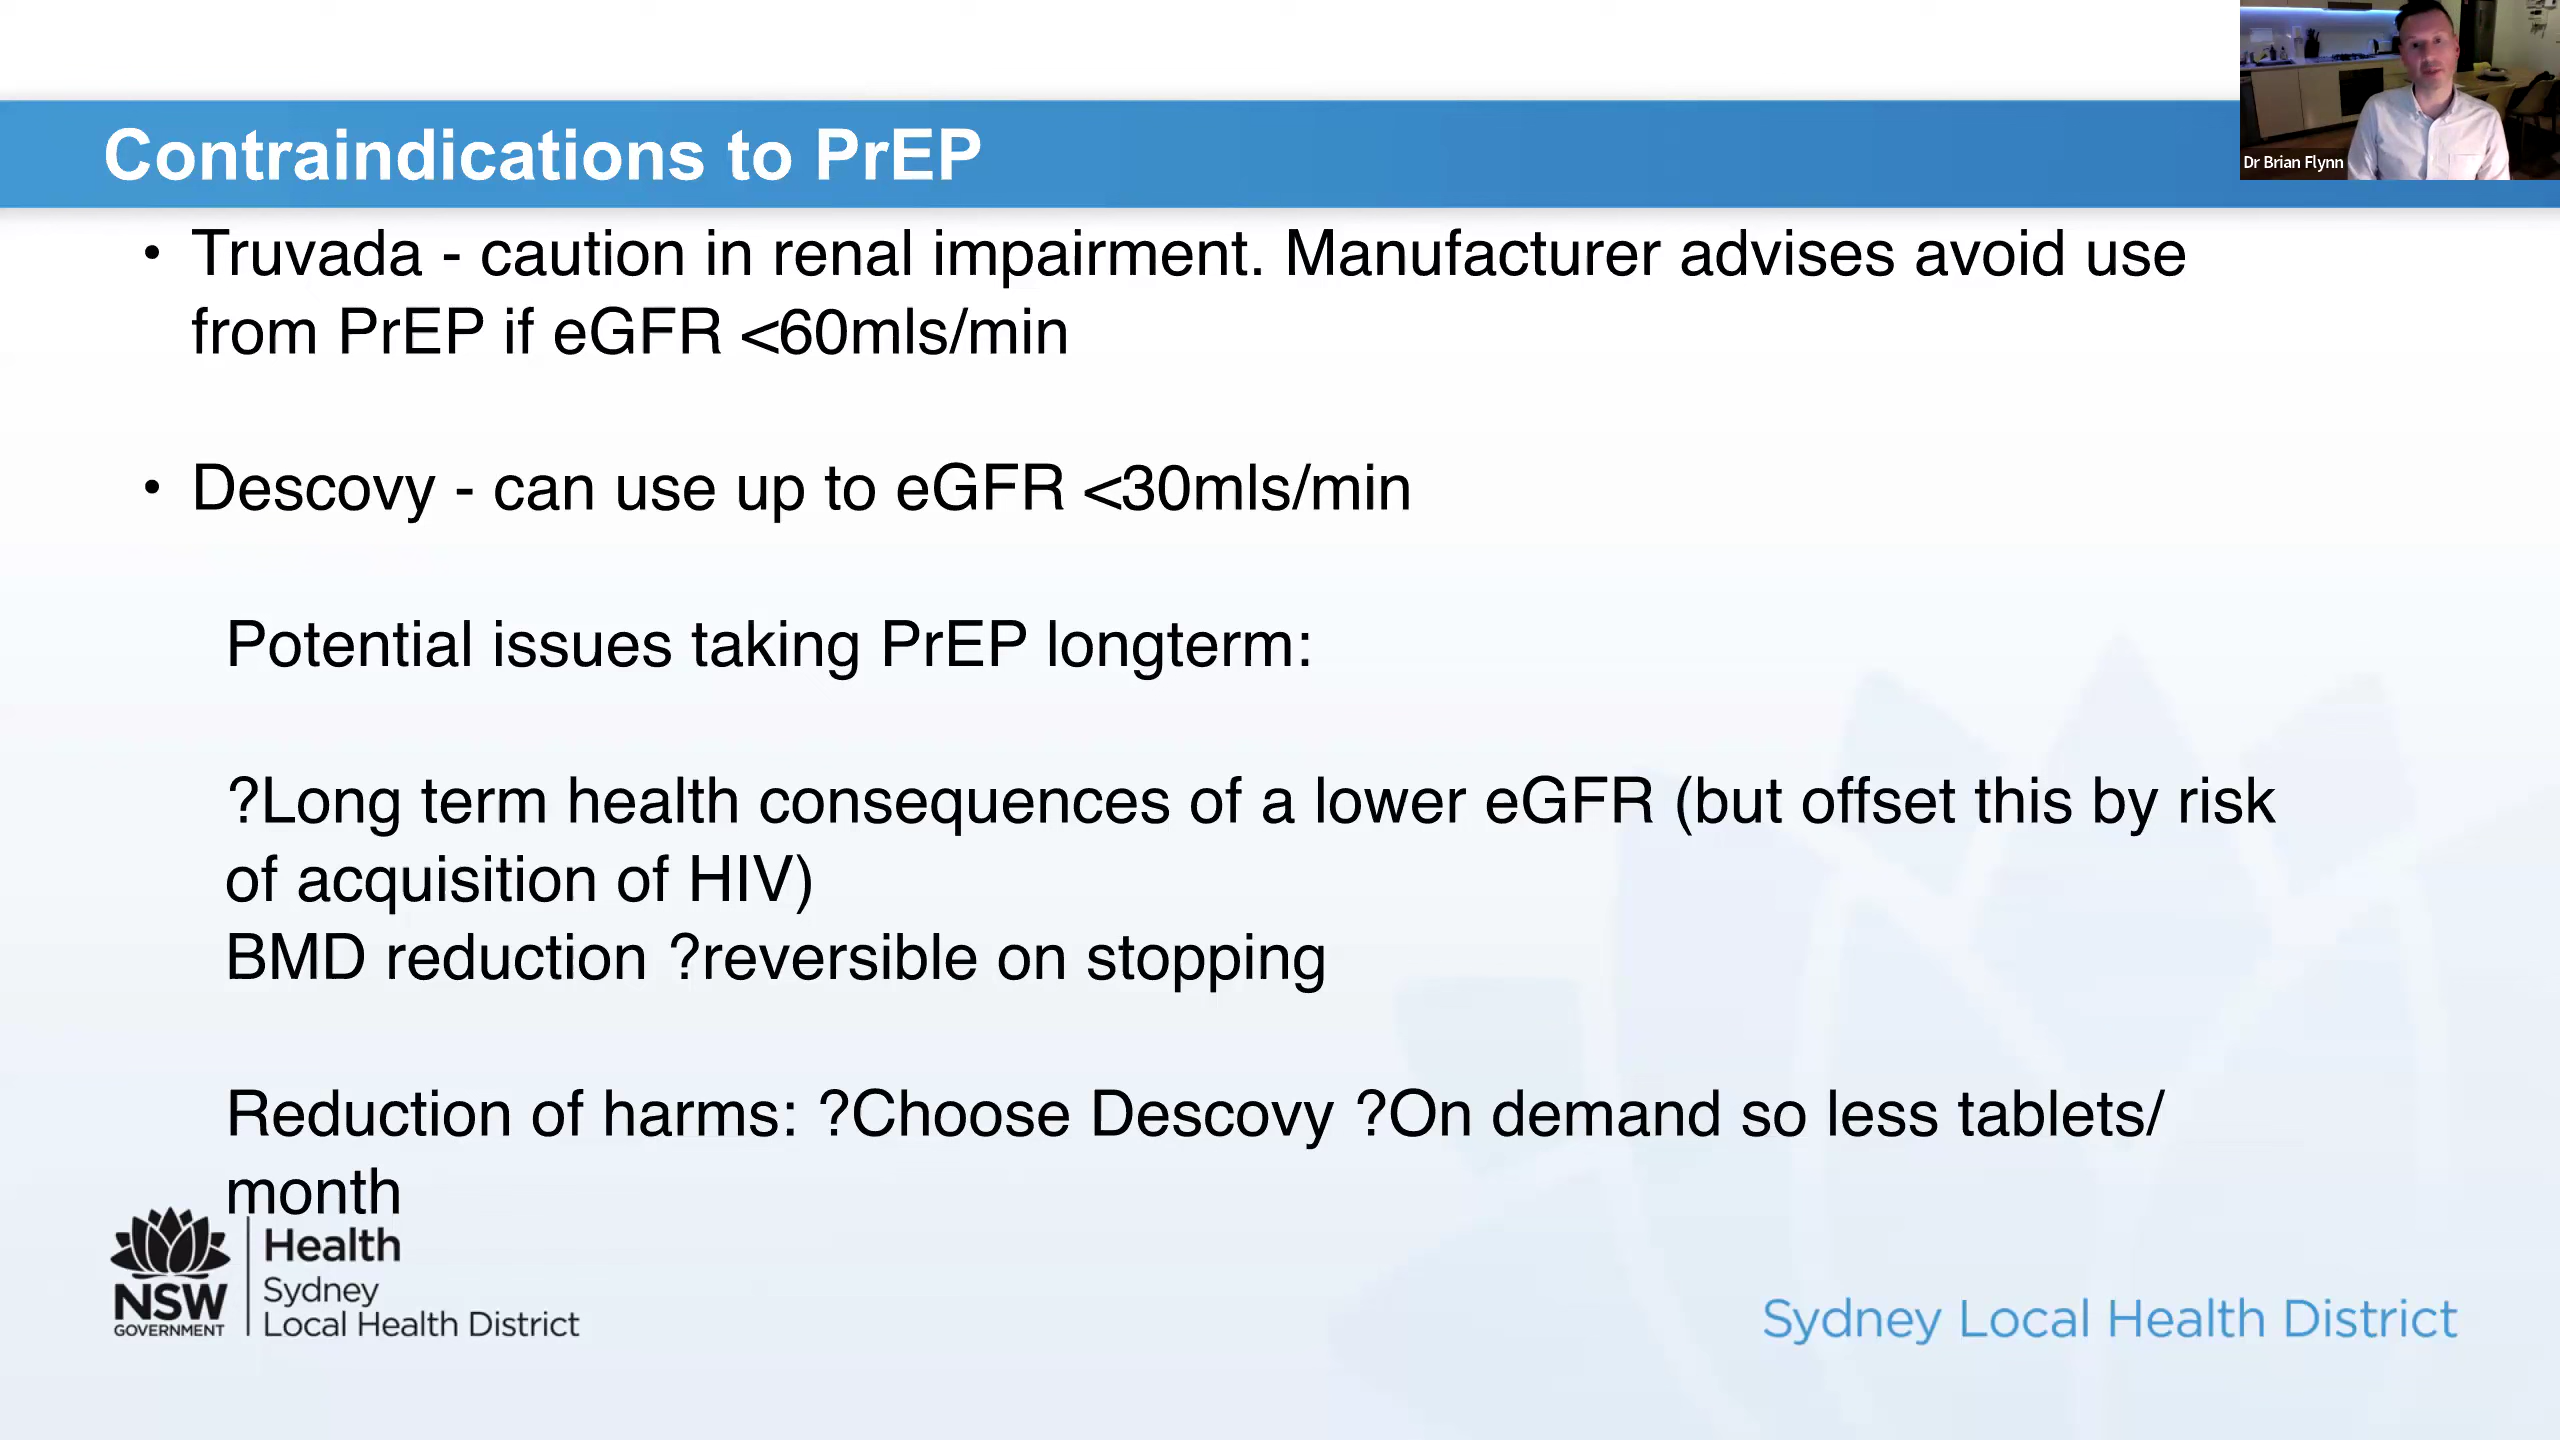 Contraindications to PrEP
Dr Brian Flynn
• Truvada - caution in renal impairment. Manufacturer advises avoid use
from PrEP if eGFR <60mls/min
• Descovy - can use up to eGFR <30mls/min
Potential issues taking PrEP longterm:
?Long term health consequences of a lower eGFR (but offset this by risk
of acquisition of HIV)
BMD reduction ?reversible on stopping
Reduction of harms: ?Choose Descovy ?On demand so less tablets/
month
NSW
GOVERNMENT
Health
Sydney
Local Health District
Sydney Local Health District